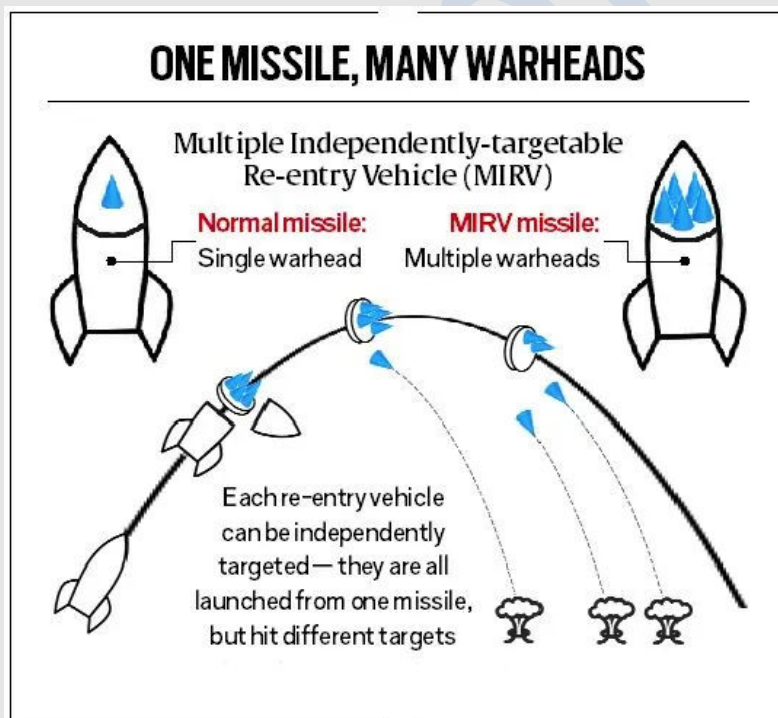 ONE MISSILE, MANY WARHEADS
Multiple Independently-targetable
Re-entry Vehicle (MIRV)
Normal missile:
Single warhead
MIRV missile:
Multiple warheads
Each re-entry vehicle
can be independently
targeted — they are all
launched from one missile,
but hit different targets